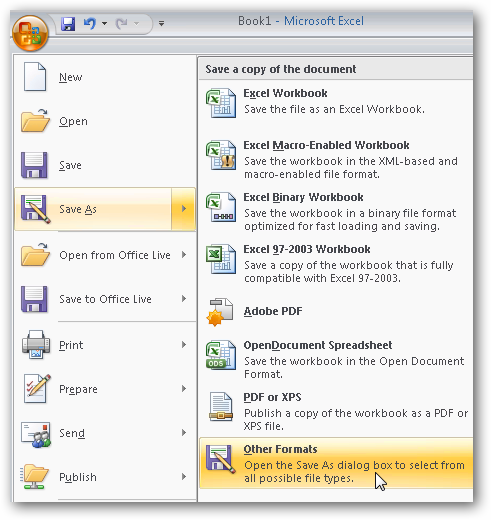 Book1 - Microsoft Excel
New
Open
Save
Save As
Open from Office Live
Save to Office Live
Print
Prepare
Send
Publish
Save a copy of the document
Excel Workbook
Save the file as an Excel Workbook.
Excel Macro-Enabled Workbook
Save the workbook in the XML-based and
macro-enabled file format.
Excel Binary Workbook
Save the workbook in a binary file format
optimized for fast loading and saving.
Excel 97-2003 Workbook
Save a copy of the workbook that is fully
compatible with Excel 97-2003.
Adobe PDF
OpenDocument Spreadsheet
Save the workbook in the Open Document
Format.
ODS
PDF or XPS
Publish a copy of the workbook as a PDF or
XPS file.
Other Formats
Open the Save As dialog box to select from
all possible file types.